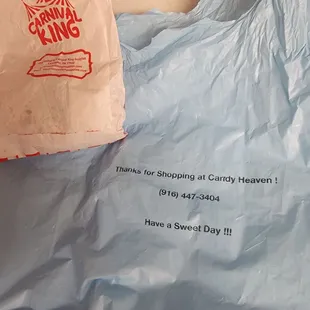 CARNIVAL
KING
Thanks for Shopping at Candy Heaven !
(916) 447-3404
Have a Sweet Day !!!